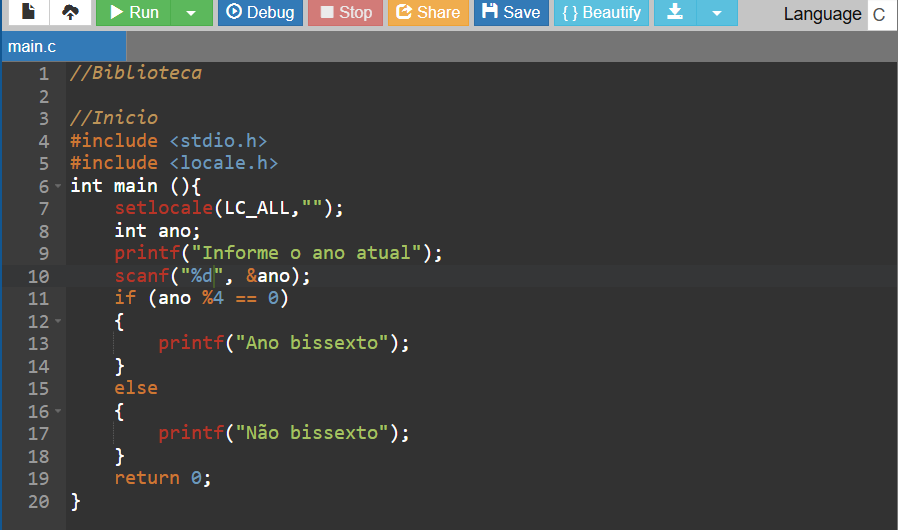 Run Debug Stop Share Save { } Beautify Language C
main.c
1 //Biblioteca
2
3 //Inicio
4 #include <stdio.h>
5 #include <locale.h>
6 int main (){
7     setlocale(LC_ALL,"");
8     int ano;
9     printf("Informe o ano atual");
10     scanf("%d", &ano);
11     if (ano %4 == 0)
12     {
13         printf("Ano bissexto");
14     }
15     else
16     {
17         printf("Não bissexto");
18     }
19     return 0;
20 }